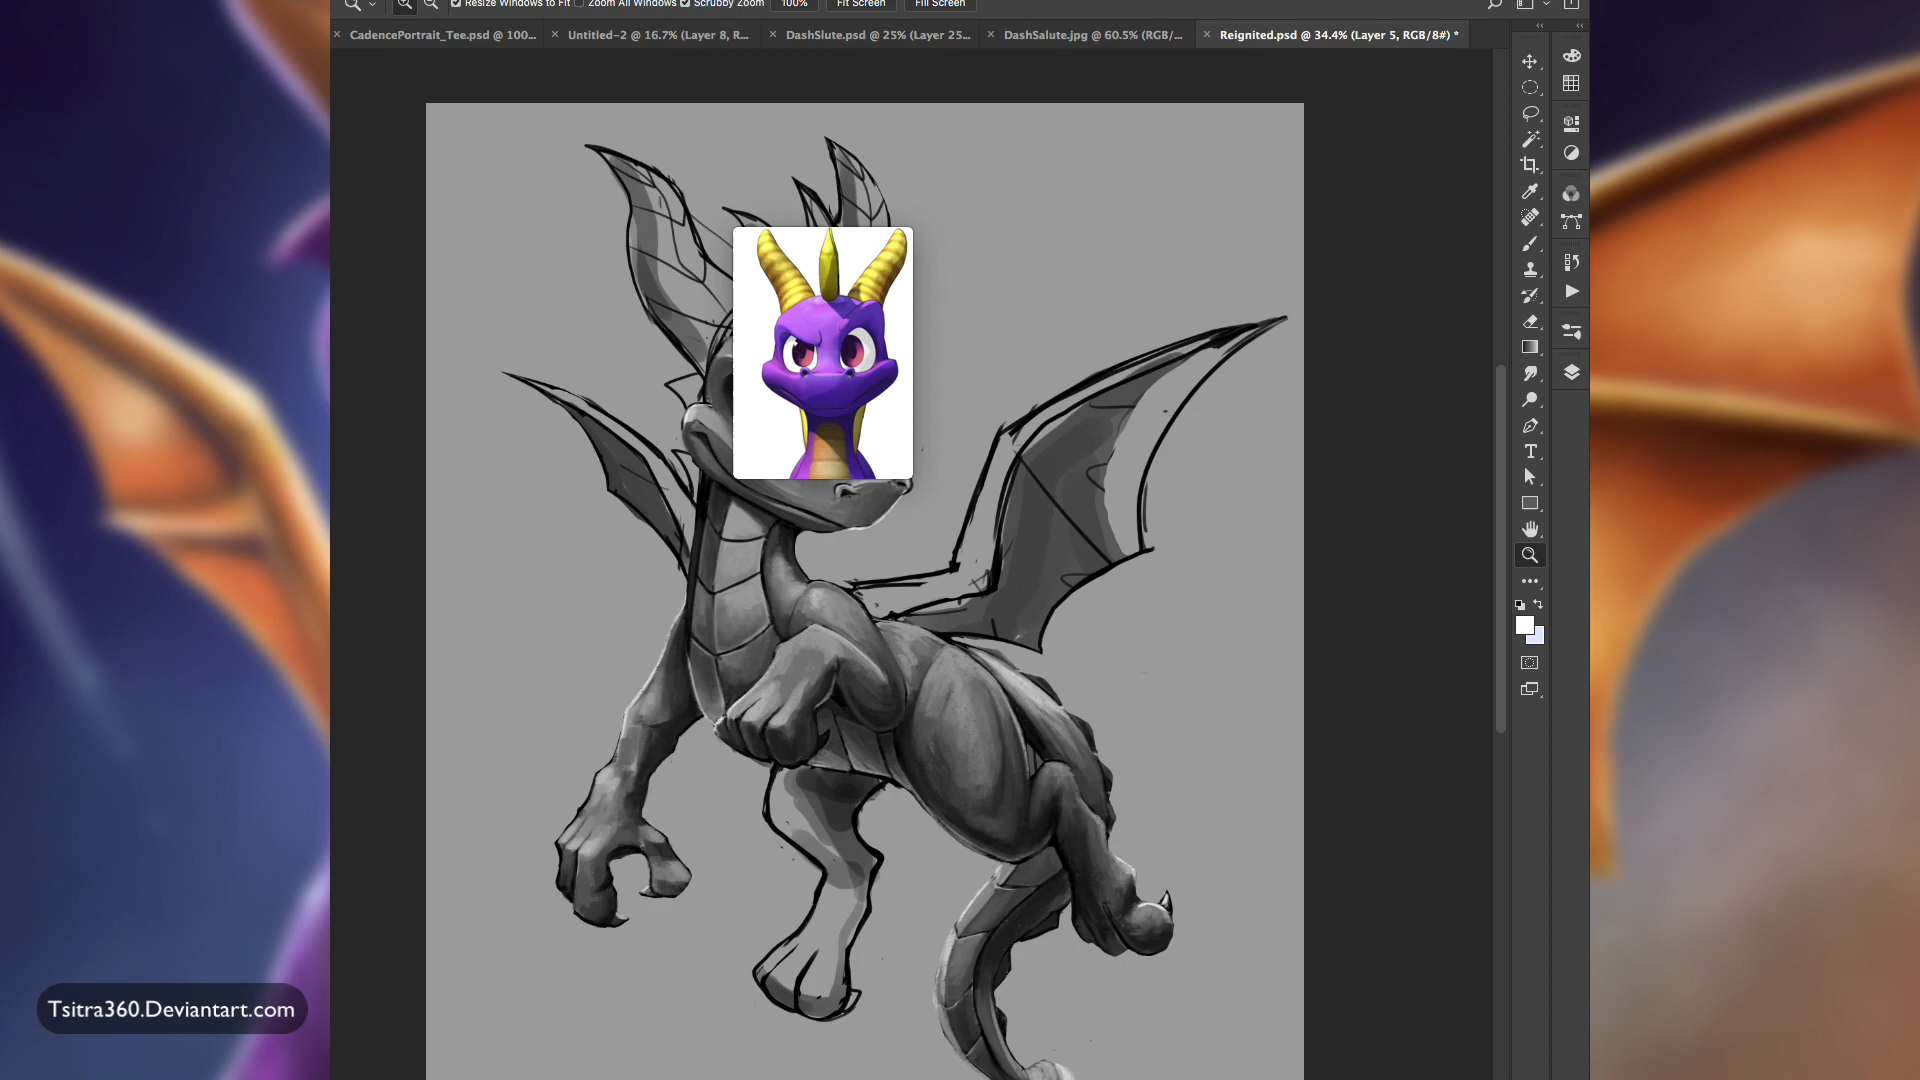 Resize Windows to Fit Zoom All Windows Scrubby Zoom 100% Fit Screen Fill Screen
CadencePortrait_Tee.psd @ 100... Untitled-2 @ 16.7% (Layer 8, R... DashSlute.psd @ 25% (Layer 25... DashSalute.jpg @ 60.5% (RGB/... Reignited.psd @ 34.4% (Layer 5, RGB/8#) *
Tsitra360.Deviantart.com